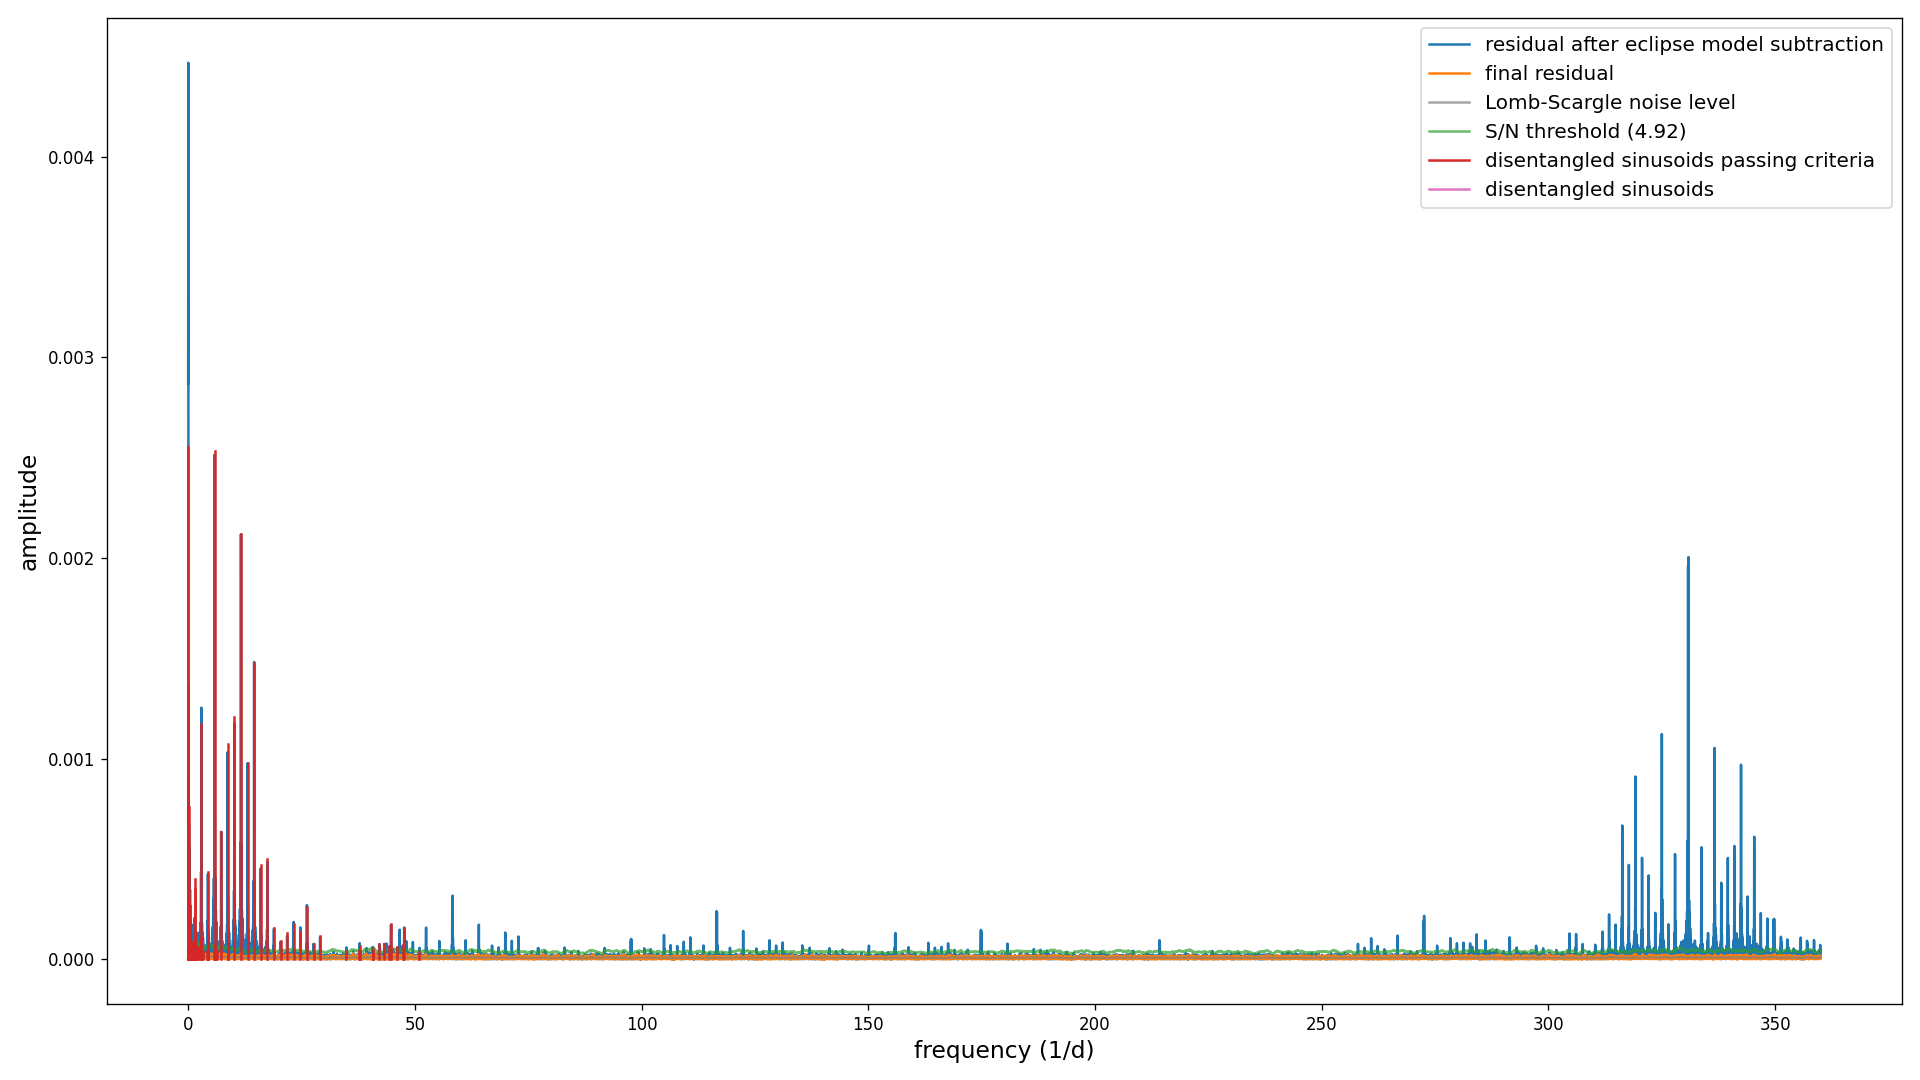 residual after eclipse model subtraction
final residual
Lomb-Scargle noise level
S/N threshold (4.92)
disentangled sinusoids passing criteria
disentangled sinusoids
amplitude
0.004
0.003
0.002
0.001
0.000
0 50 100 150 200 250 300 350
frequency (1/d)